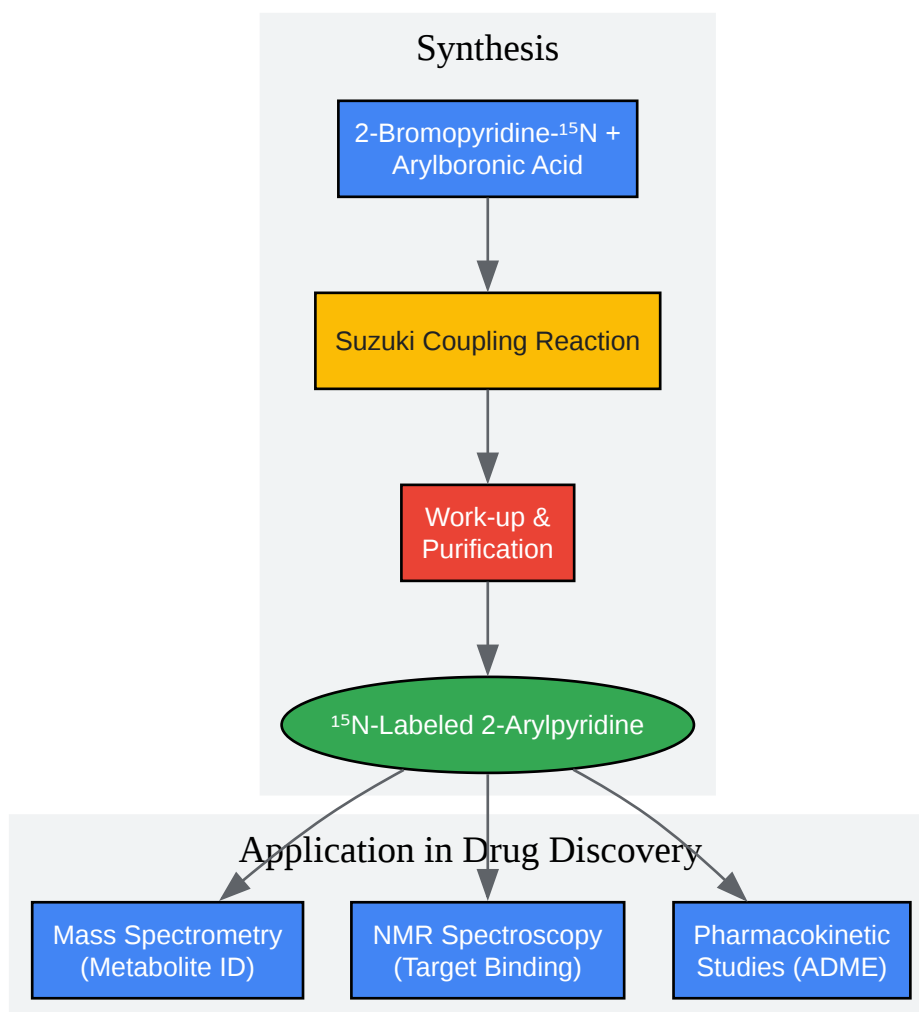 Synthesis
2-Bromopyridine-¹⁵N +
Arylboronic Acid
Suzuki Coupling Reaction
Work-up &
Purification
¹⁵N-Labeled 2-Arylpyridine
Application in Drug Discovery
Mass Spectrometry
(Metabolite ID)
NMR Spectroscopy
(Target Binding)
Pharmacokinetic
Studies (ADME)